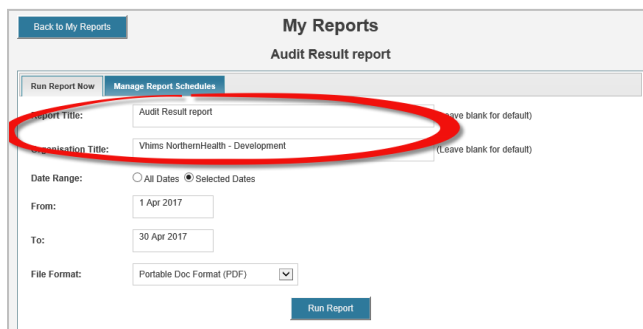 Back to My Reports
My Reports
Audit Result report
Run Report Now Manage Report Schedules
Report Title: Audit Result report (Leave blank for default)
Organisation Title: Vhims NorthernHealth - Development (Leave blank for default)
Date Range: All Dates Selected Dates
From: 1 Apr 2017
To: 30 Apr 2017
File Format: Portable Doc Format (PDF)
Run Report